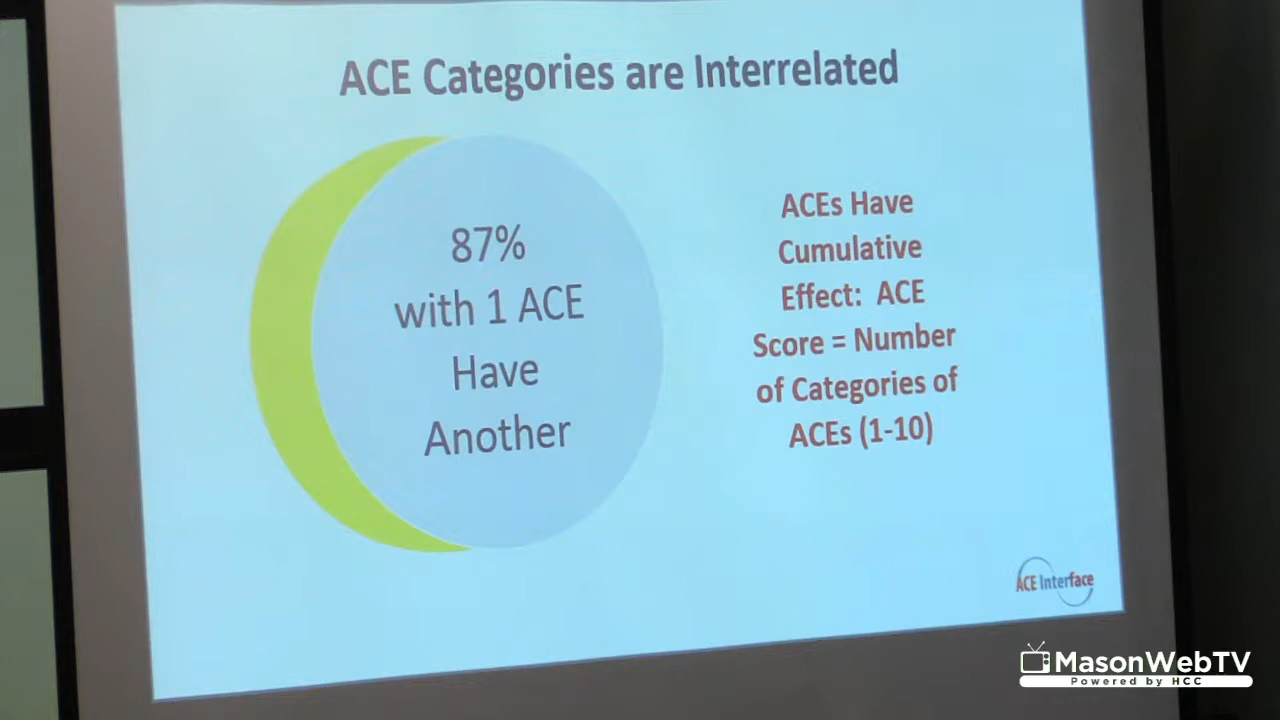 ACE Categories are Interrelated
87%
with 1 ACE
Have
Another
ACEs Have
Cumulative
Effect: ACE
Score = Number
of Categories of
ACEs (1-10)
ACE Interface
MasonWebTV
Powered by HCC